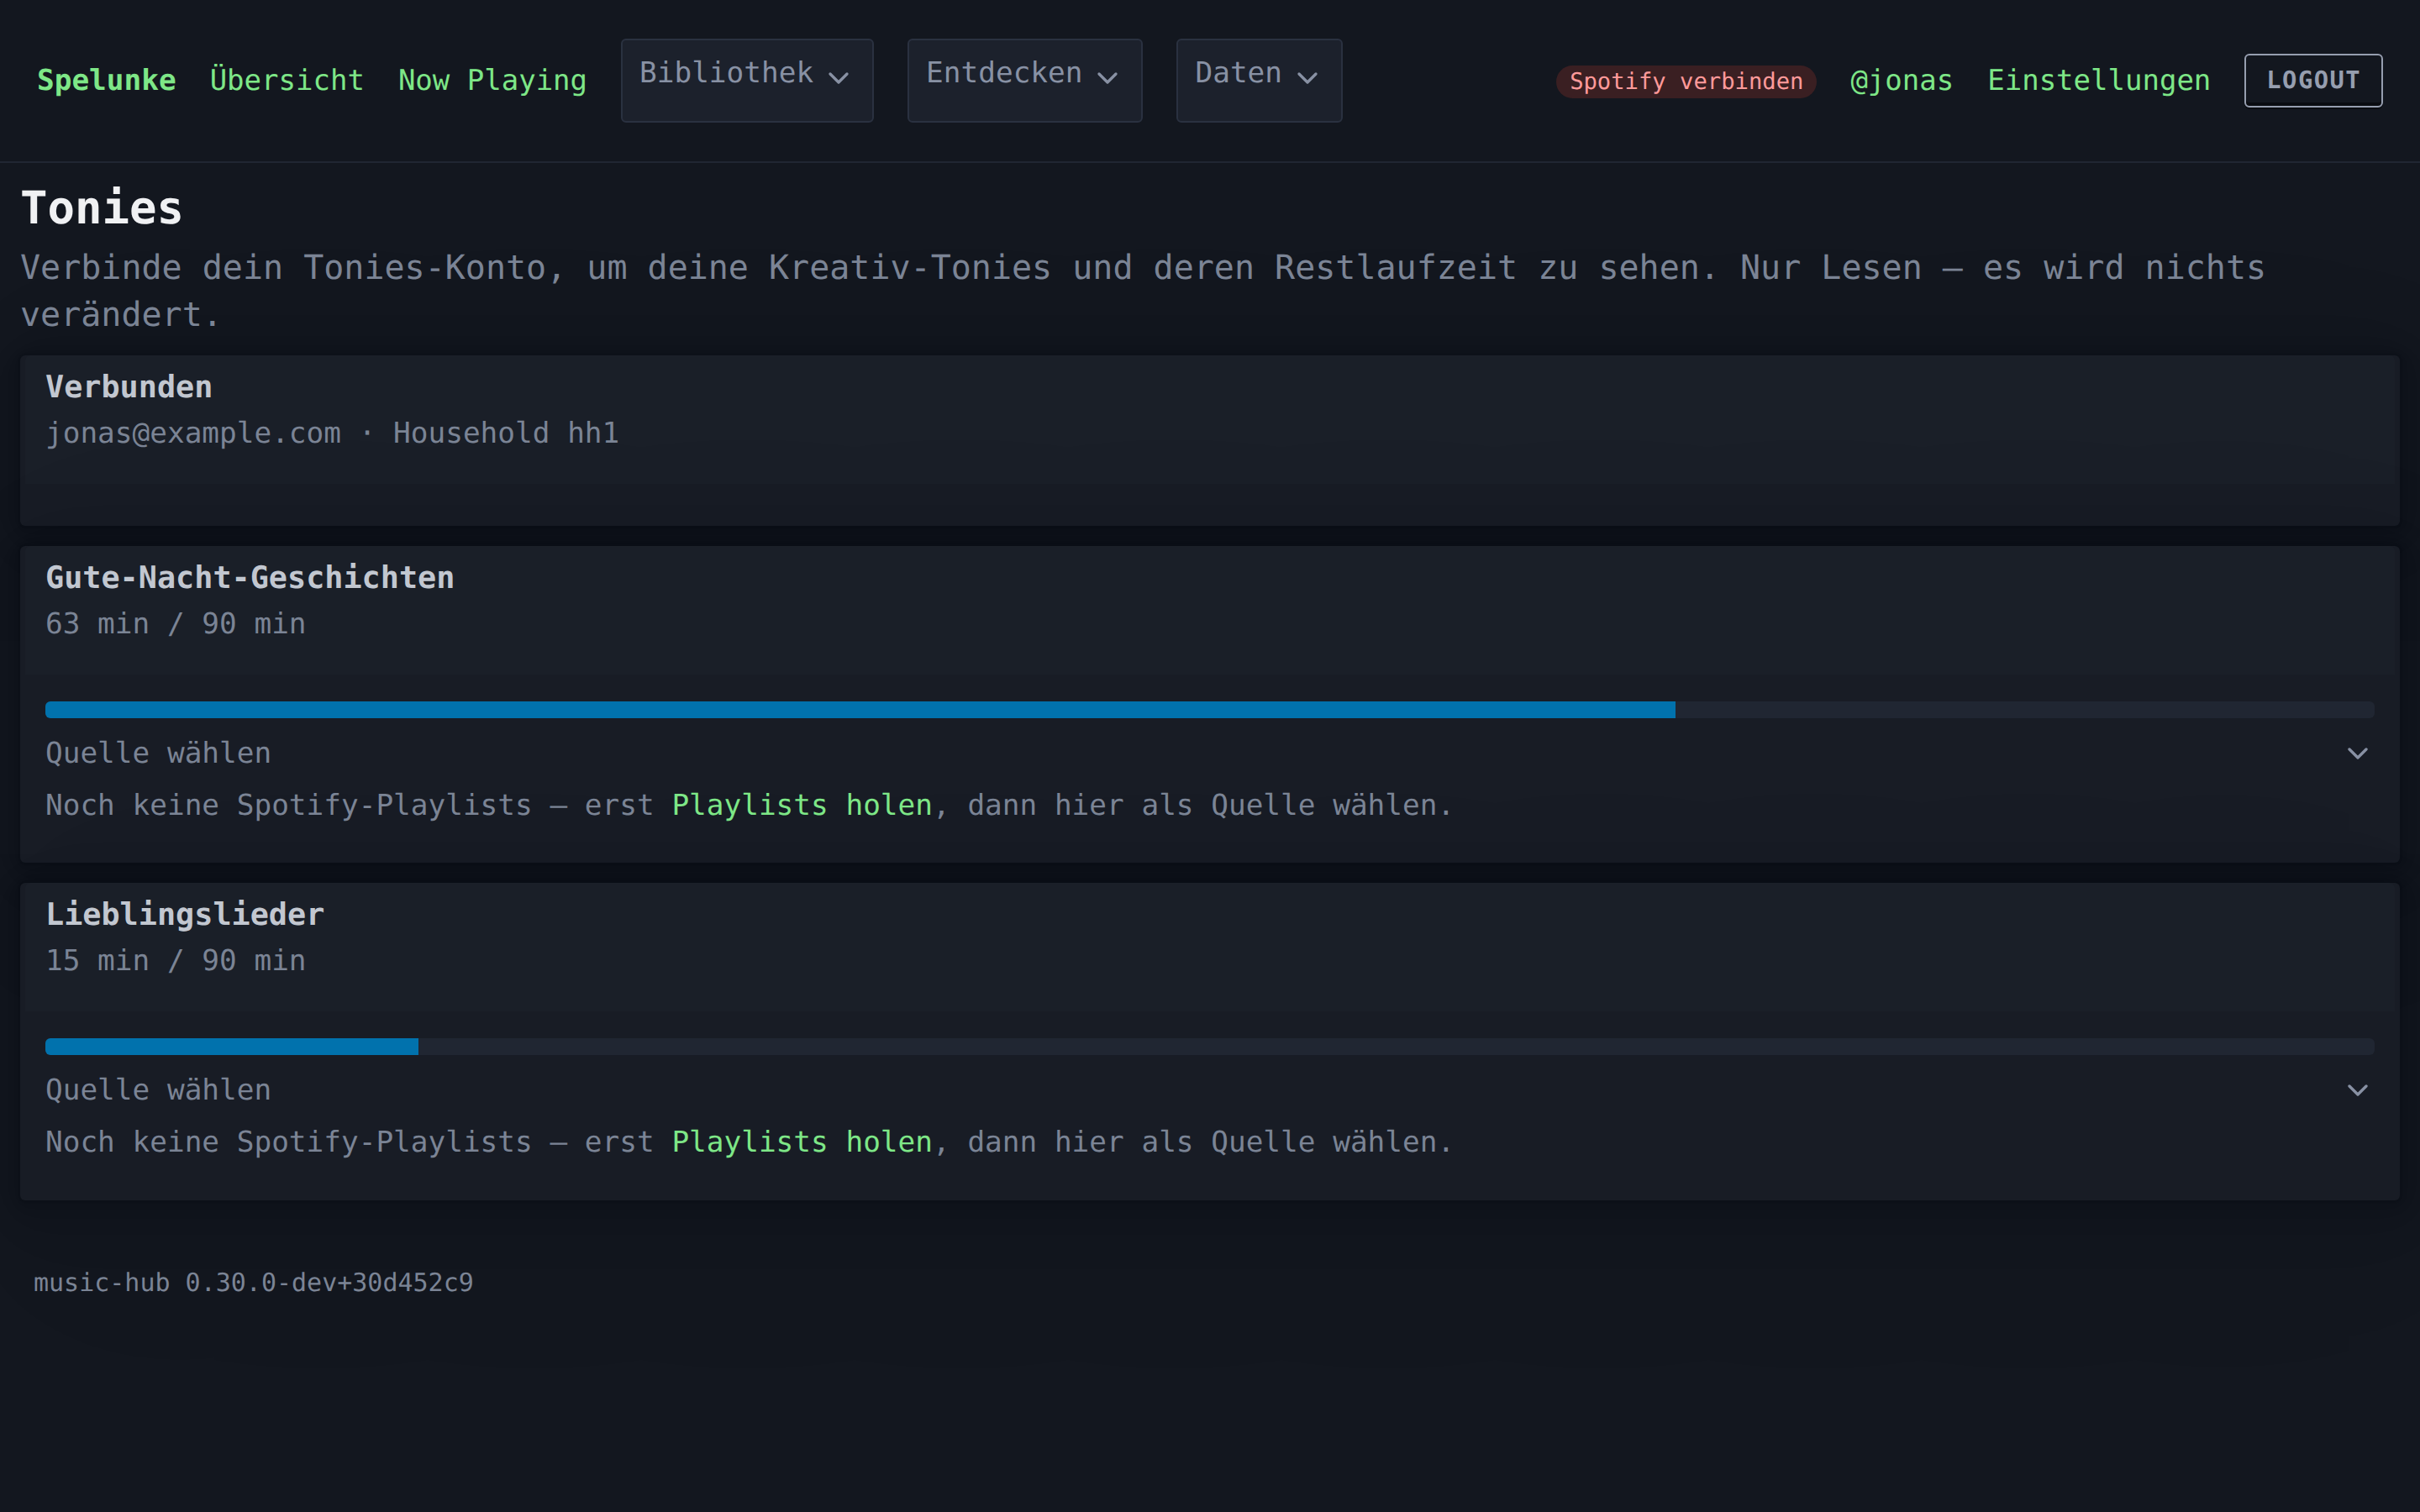 Spelunke Übersicht Now Playing Bibliothek Entdecken Daten Spotify verbinden @jonas Einstellungen LOGOUT
Tonies
Verbinde dein Tonies-Konto, um deine Kreativ-Tonies und deren Restlaufzeit zu sehen. Nur Lesen — es wird nichts
verändert.
Verbunden
jonas@example.com · Household hh1
Gute-Nacht-Geschichten
63 min / 90 min
Quelle wählen
Noch keine Spotify-Playlists — erst Playlists holen, dann hier als Quelle wählen.
Lieblingslieder
15 min / 90 min
Quelle wählen
Noch keine Spotify-Playlists — erst Playlists holen, dann hier als Quelle wählen.
music-hub 0.30.0-dev+30d452c9